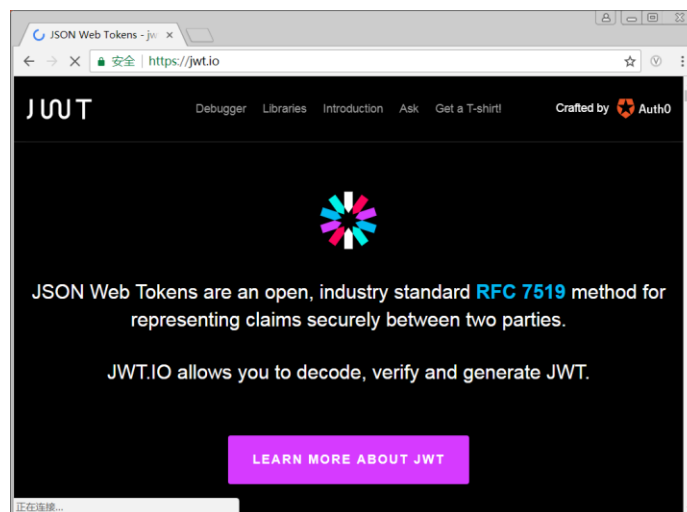 JSON Web Tokens - jw
安全 | https://jwt.io
JWT
Debugger Libraries Introduction Ask Get a T-shirt!
Crafted by Auth0
JSON Web Tokens are an open, industry standard RFC 7519 method for
representing claims securely between two parties.
JWT.IO allows you to decode, verify and generate JWT.
LEARN MORE ABOUT JWT
正在连接...